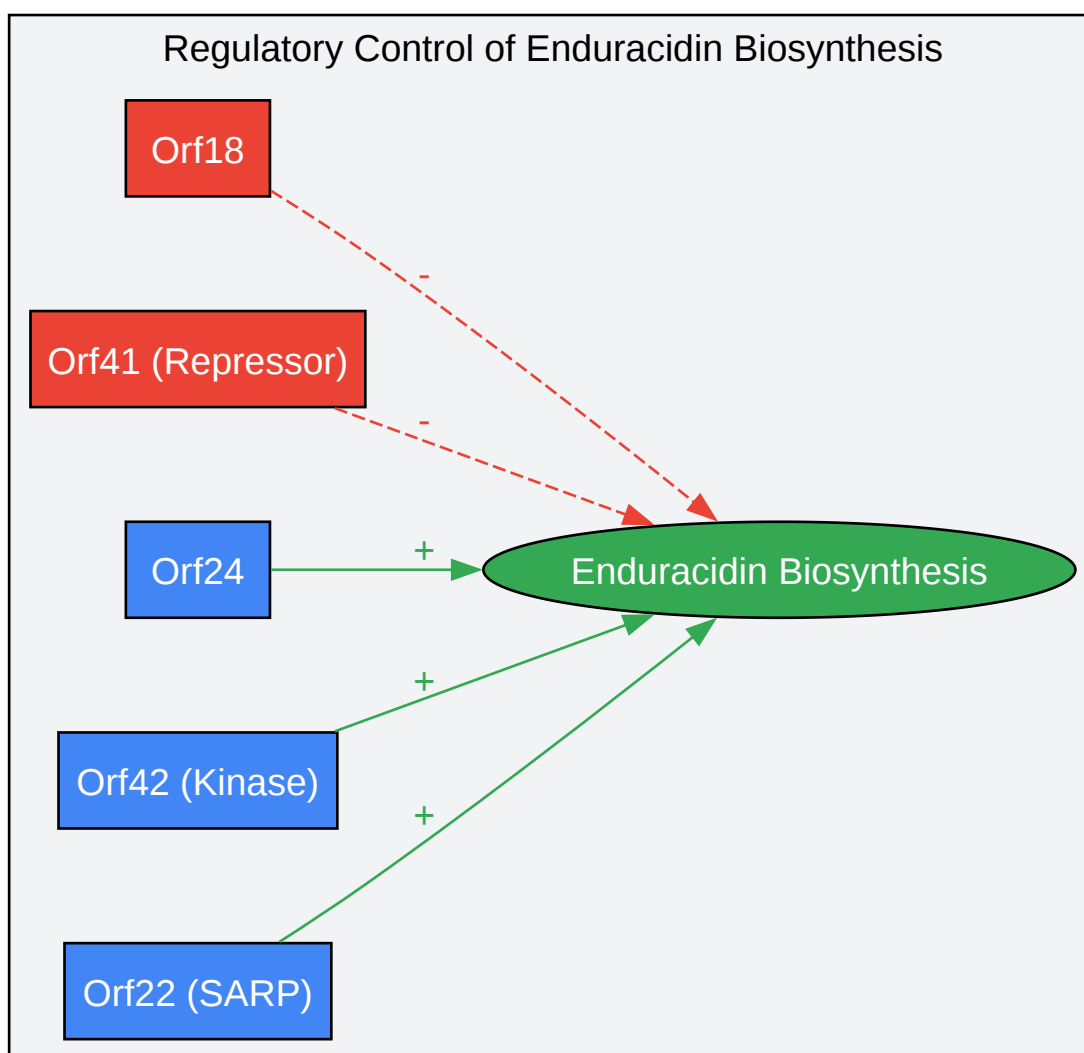 Regulatory Control of Enduracidin Biosynthesis
Orf18
-
Orf41 (Repressor)
-
Orf24
+
Enduracidin Biosynthesis
+
Orf42 (Kinase)
+
Orf22 (SARP)